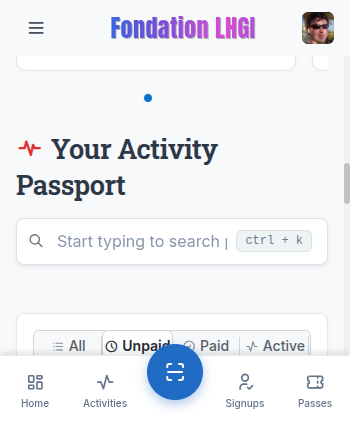 Fondation LHGI
Your Activity
Passport
Start typing to search
ctrl + k
All
Unpaid
Paid
Active
Home
Activities
Signups
Passes